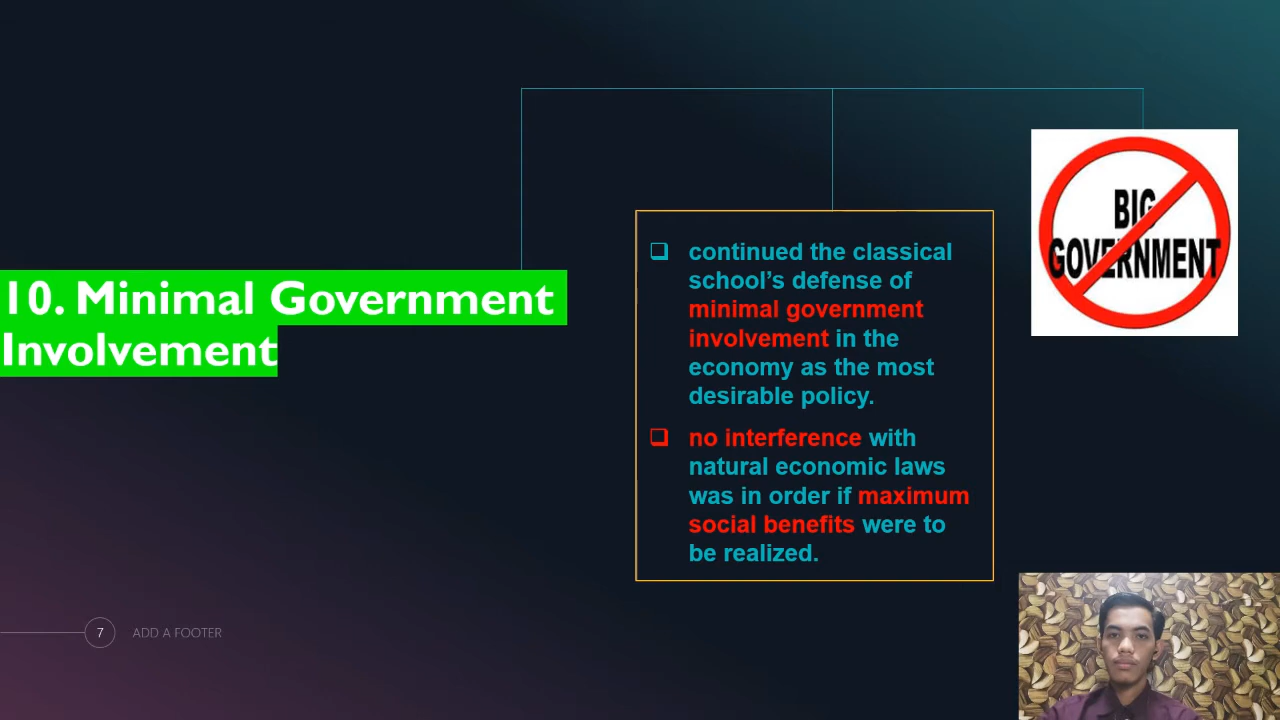 10. Minimal Government
Involvement
❑ continued the classical
school’s defense of
minimal government
involvement in the
economy as the most
desirable policy.
❑ no interference with
natural economic laws
was in order if maximum
social benefits were to
be realized.
BIG
GOVERNMENT
7 ADD A FOOTER